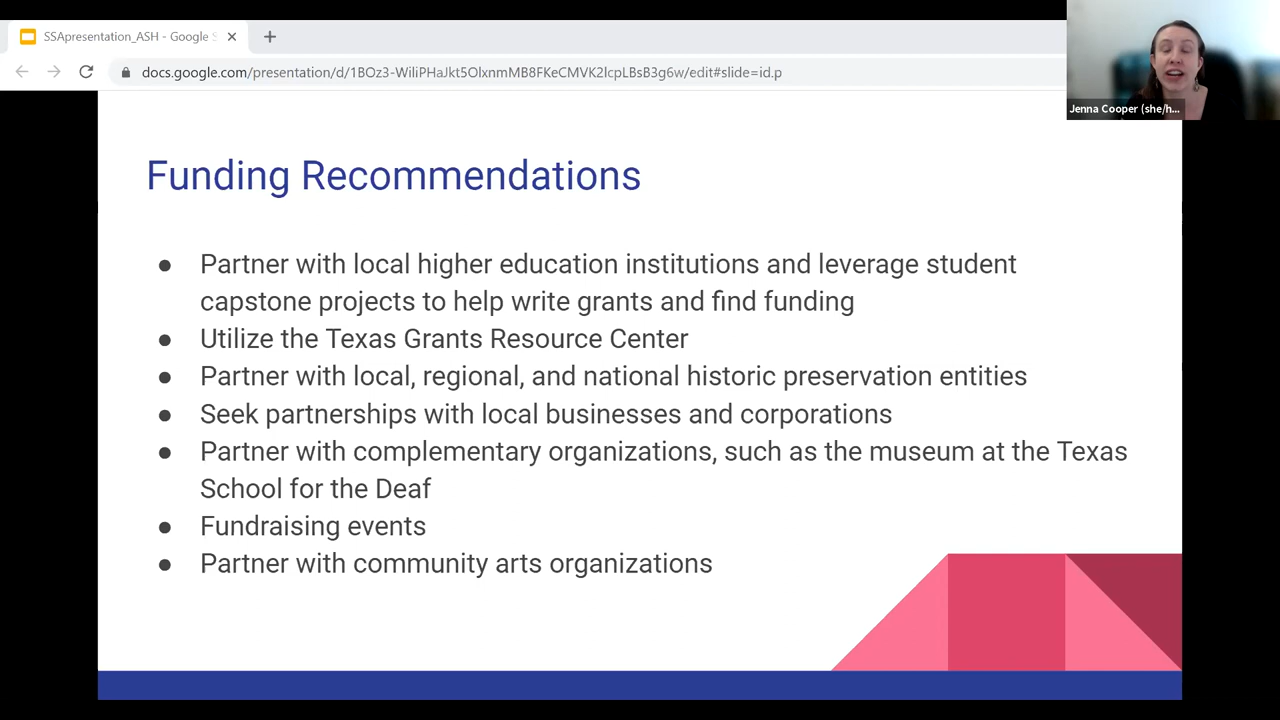 SSApresentation_ASH - Google S
docs.google.com/presentation/d/1BOz3-WiliPHaJkt5OlxnmMB8FKeCMVK2lcpLBsB3g6w/edit#slide=id.p
Jenna Cooper (she/h...
Funding Recommendations
● Partner with local higher education institutions and leverage student
capstone projects to help write grants and find funding
● Utilize the Texas Grants Resource Center
● Partner with local, regional, and national historic preservation entities
● Seek partnerships with local businesses and corporations
● Partner with complementary organizations, such as the museum at the Texas
School for the Deaf
● Fundraising events
● Partner with community arts organizations